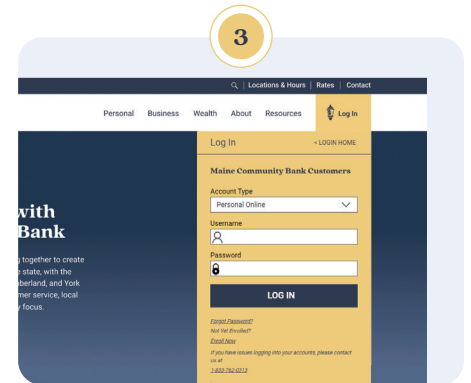 3
Locations & Hours | Rates | Contact
Personal Business Wealth About Resources Log In
Log In < LOGIN HOME
Maine Community Bank Customers
Account Type
Personal Online
Username
Password
LOG IN
Forgot Password?
Not Yet Enrolled?
Enroll Now
If you have issues logging into your accounts, please contact
us at
1-833-762-0313
with
Bank
g together to create
e state, with the
berland, and York
mer service, local
y focus.